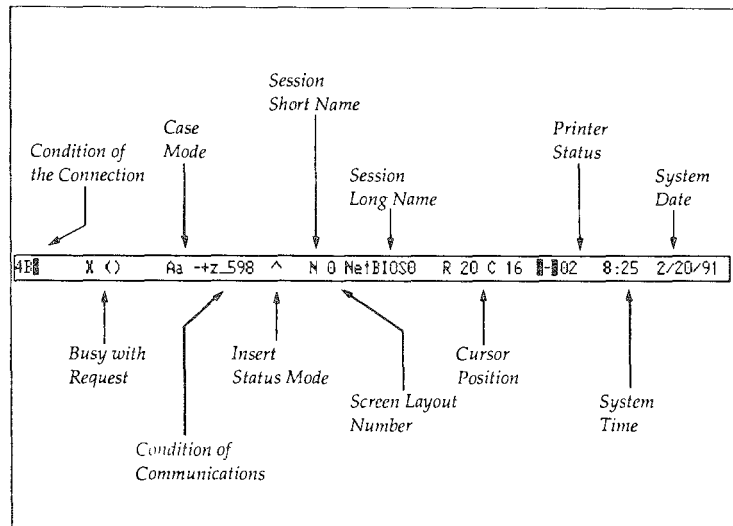 Session
Short Name
Case
Mode
Printer
Status
Condition of
the Connection
Session
Long Name
System
Date
4B X () Aa -+z_598 ^ N 0 NetBIOS0 R 20 C 16 -02 8:25 2/20/91
Busy with
Request
Insert
Status Mode
Cursor
Position
Screen Layout
Number
System
Time
Condition of
Communications